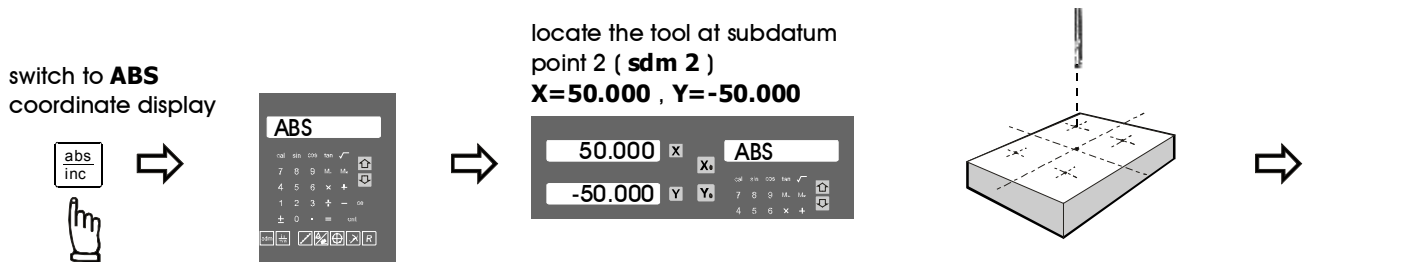 switch to ABS
coordinate display
abs
inc
ABS
cal sin cos tan √
7 8 9
4 5 6 × +
1 2 3 ÷ −
± 0 · =
R
locate the tool at subdatum
point 2 ( sdm 2 )
X=50.000 , Y=-50.000
50.000 X X₀ ABS
-50.000 Y Y₀
cal sin cos tan √
7 8 9
4 5 6 × +